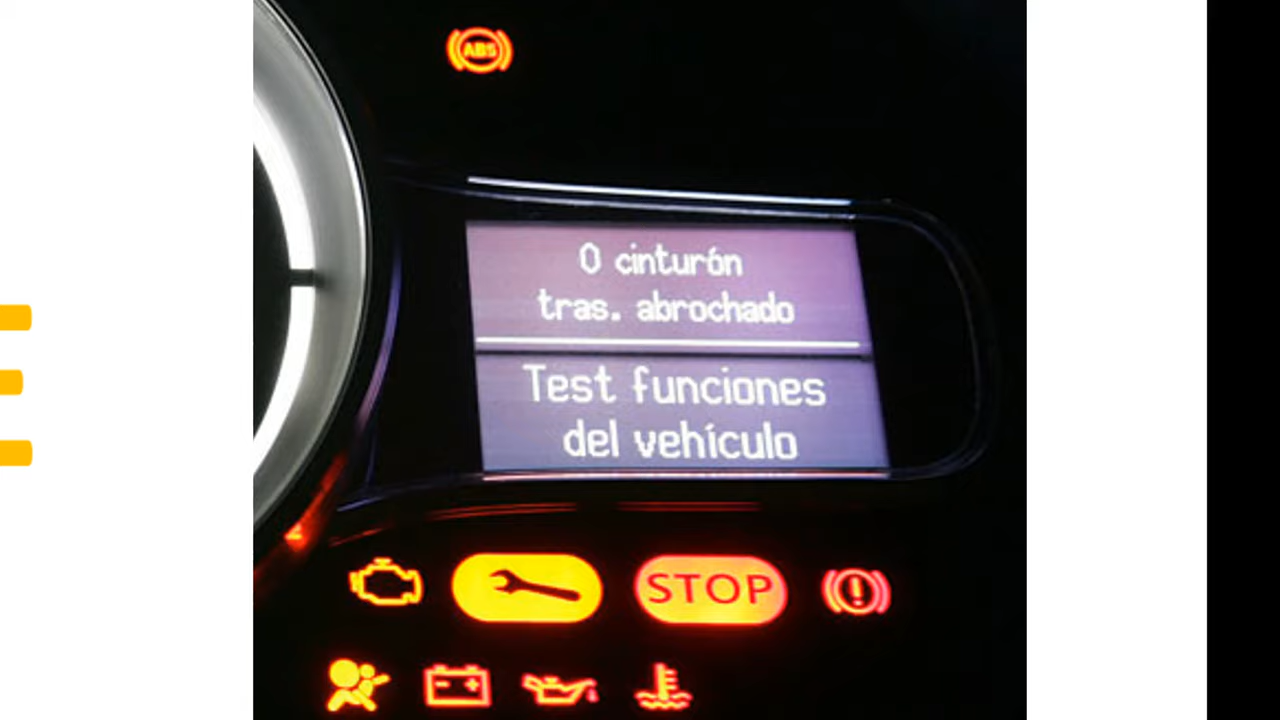 ABS
0 cinturón
tras. abrochado
Test funciones
del vehículo
STOP